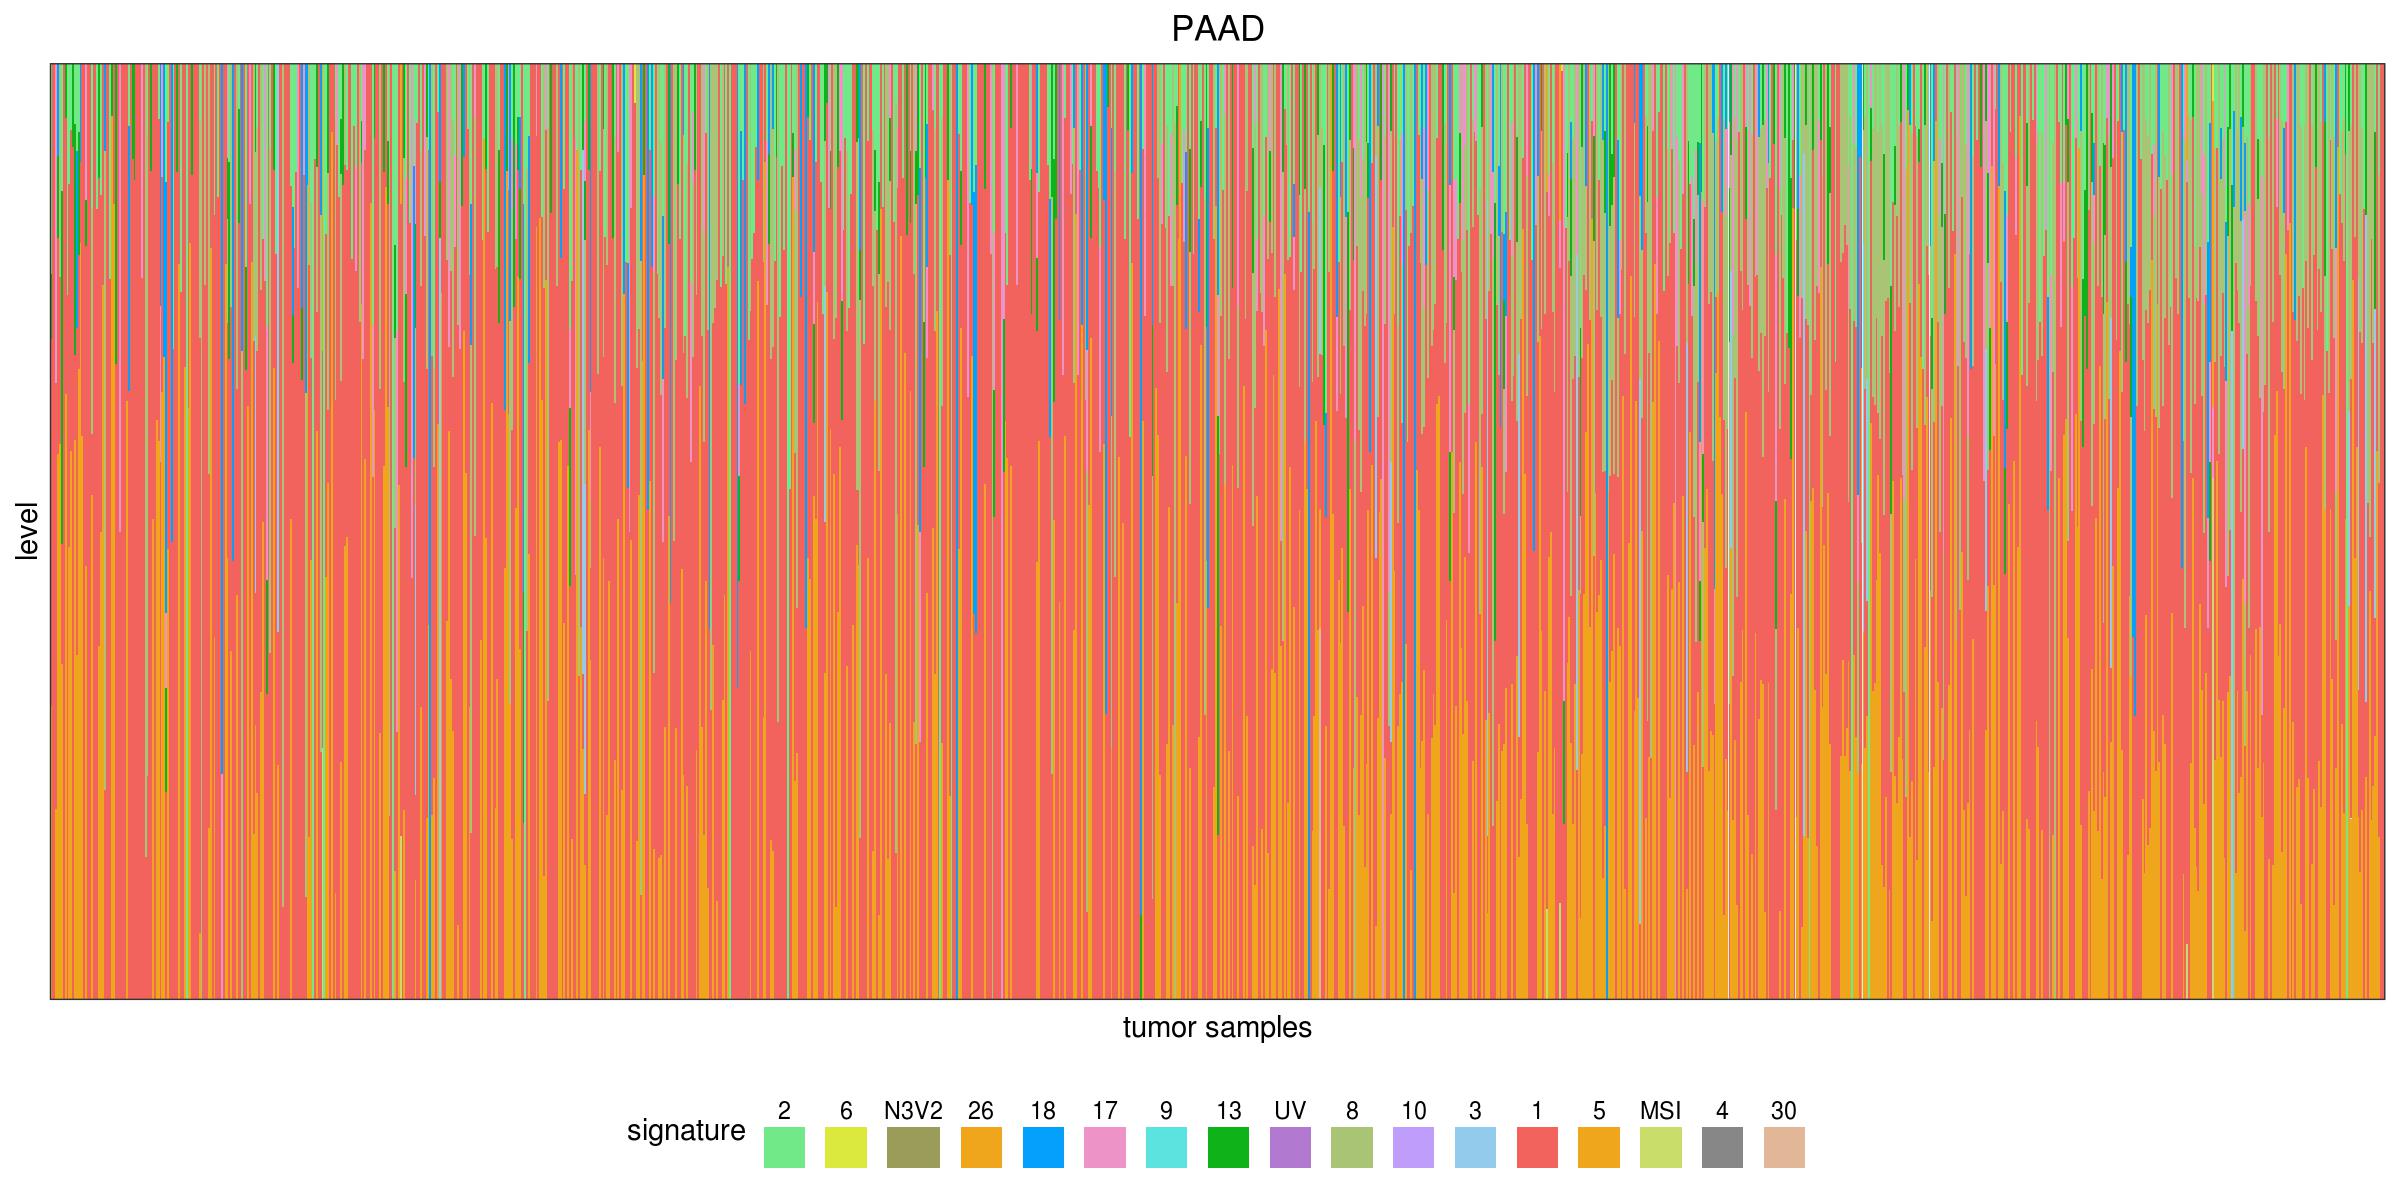 PAAD
level
tumor samples
2 6 N3V2 26 18 17 9 13 UV 8 10 3 1 5 MSI 4 30
signature